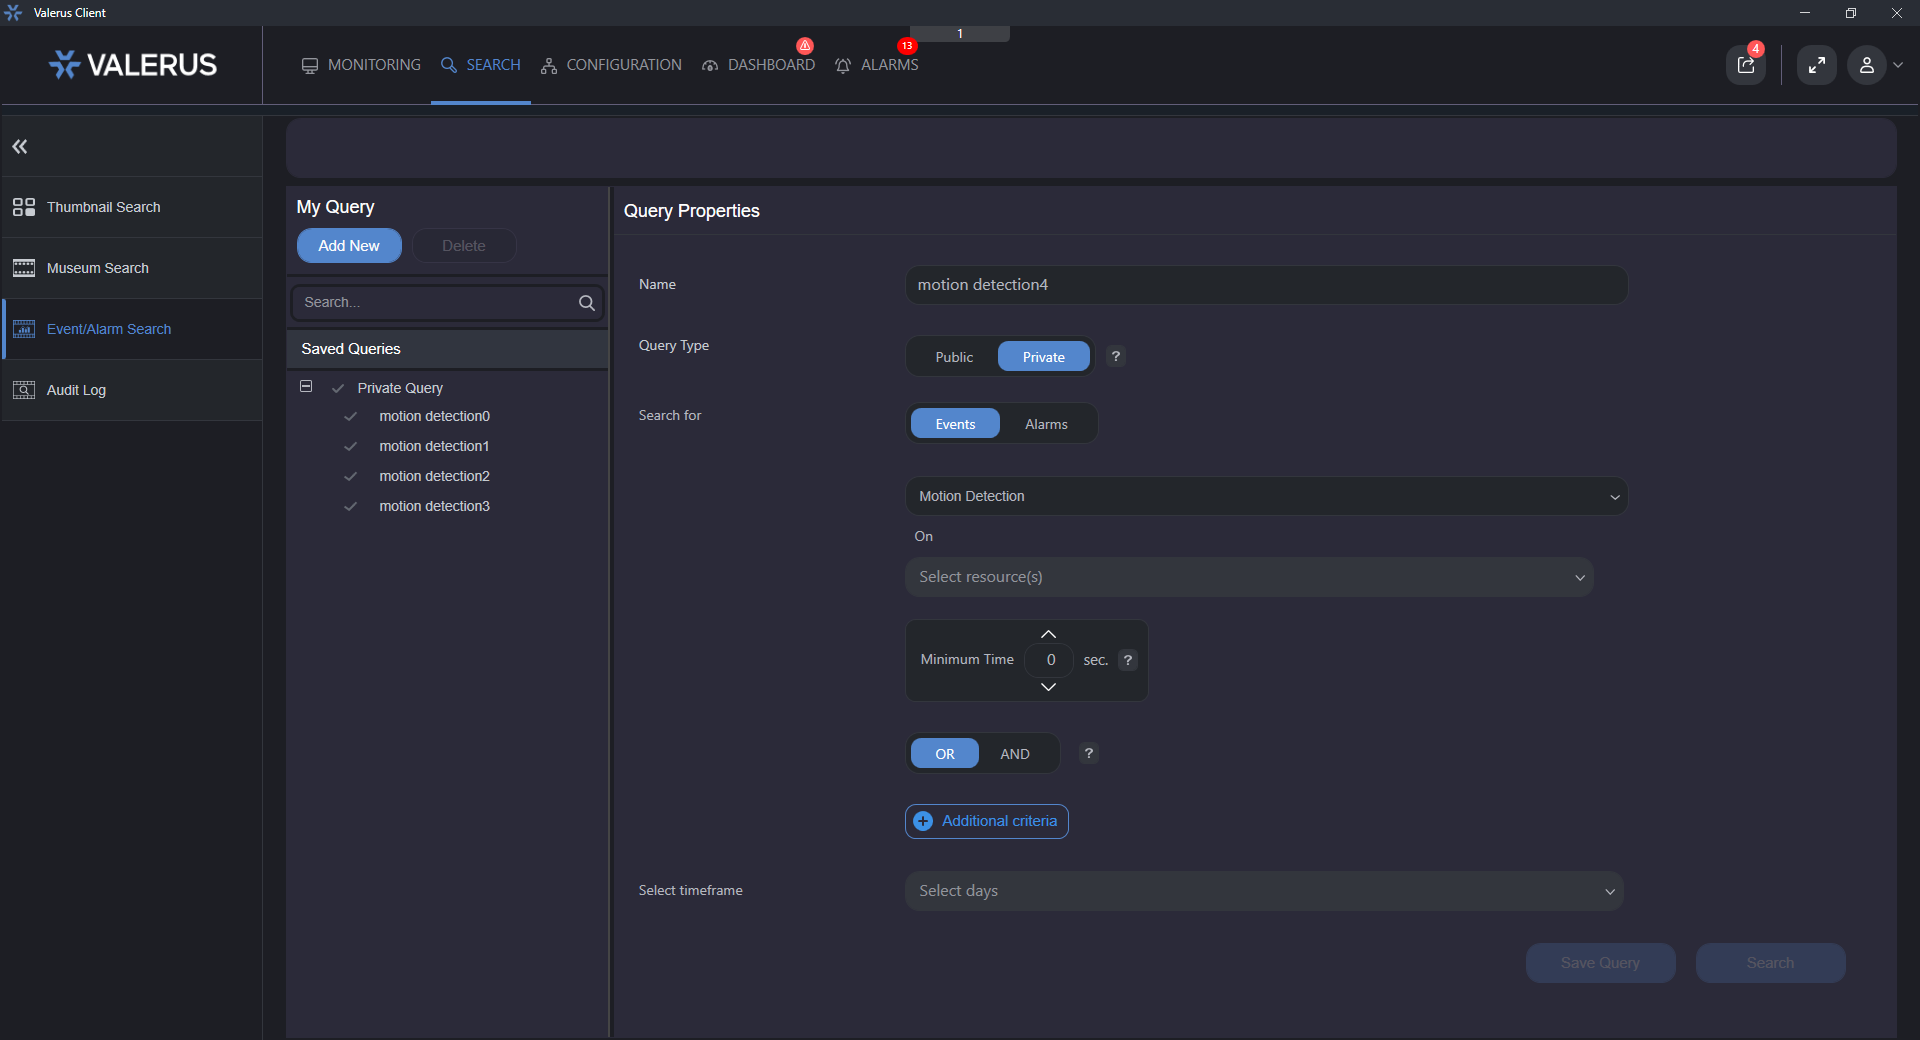 Valerus Client
1
VALERUS
MONITORING
SEARCH
CONFIGURATION
DASHBOARD
13
ALARMS
4
Thumbnail Search
Museum Search
Event/Alarm Search
Audit Log
My Query
Add New
Delete
Search...
Saved Queries
Private Query
motion detection0
motion detection1
motion detection2
motion detection3
Query Properties
Name
motion detection4
Query Type
Public
Private
?
Search for
Events
Alarms
Motion Detection
On
Select resource(s)
Minimum Time
0
sec.
?
OR
AND
?
Additional criteria
Select timeframe
Select days
Save Query
Search